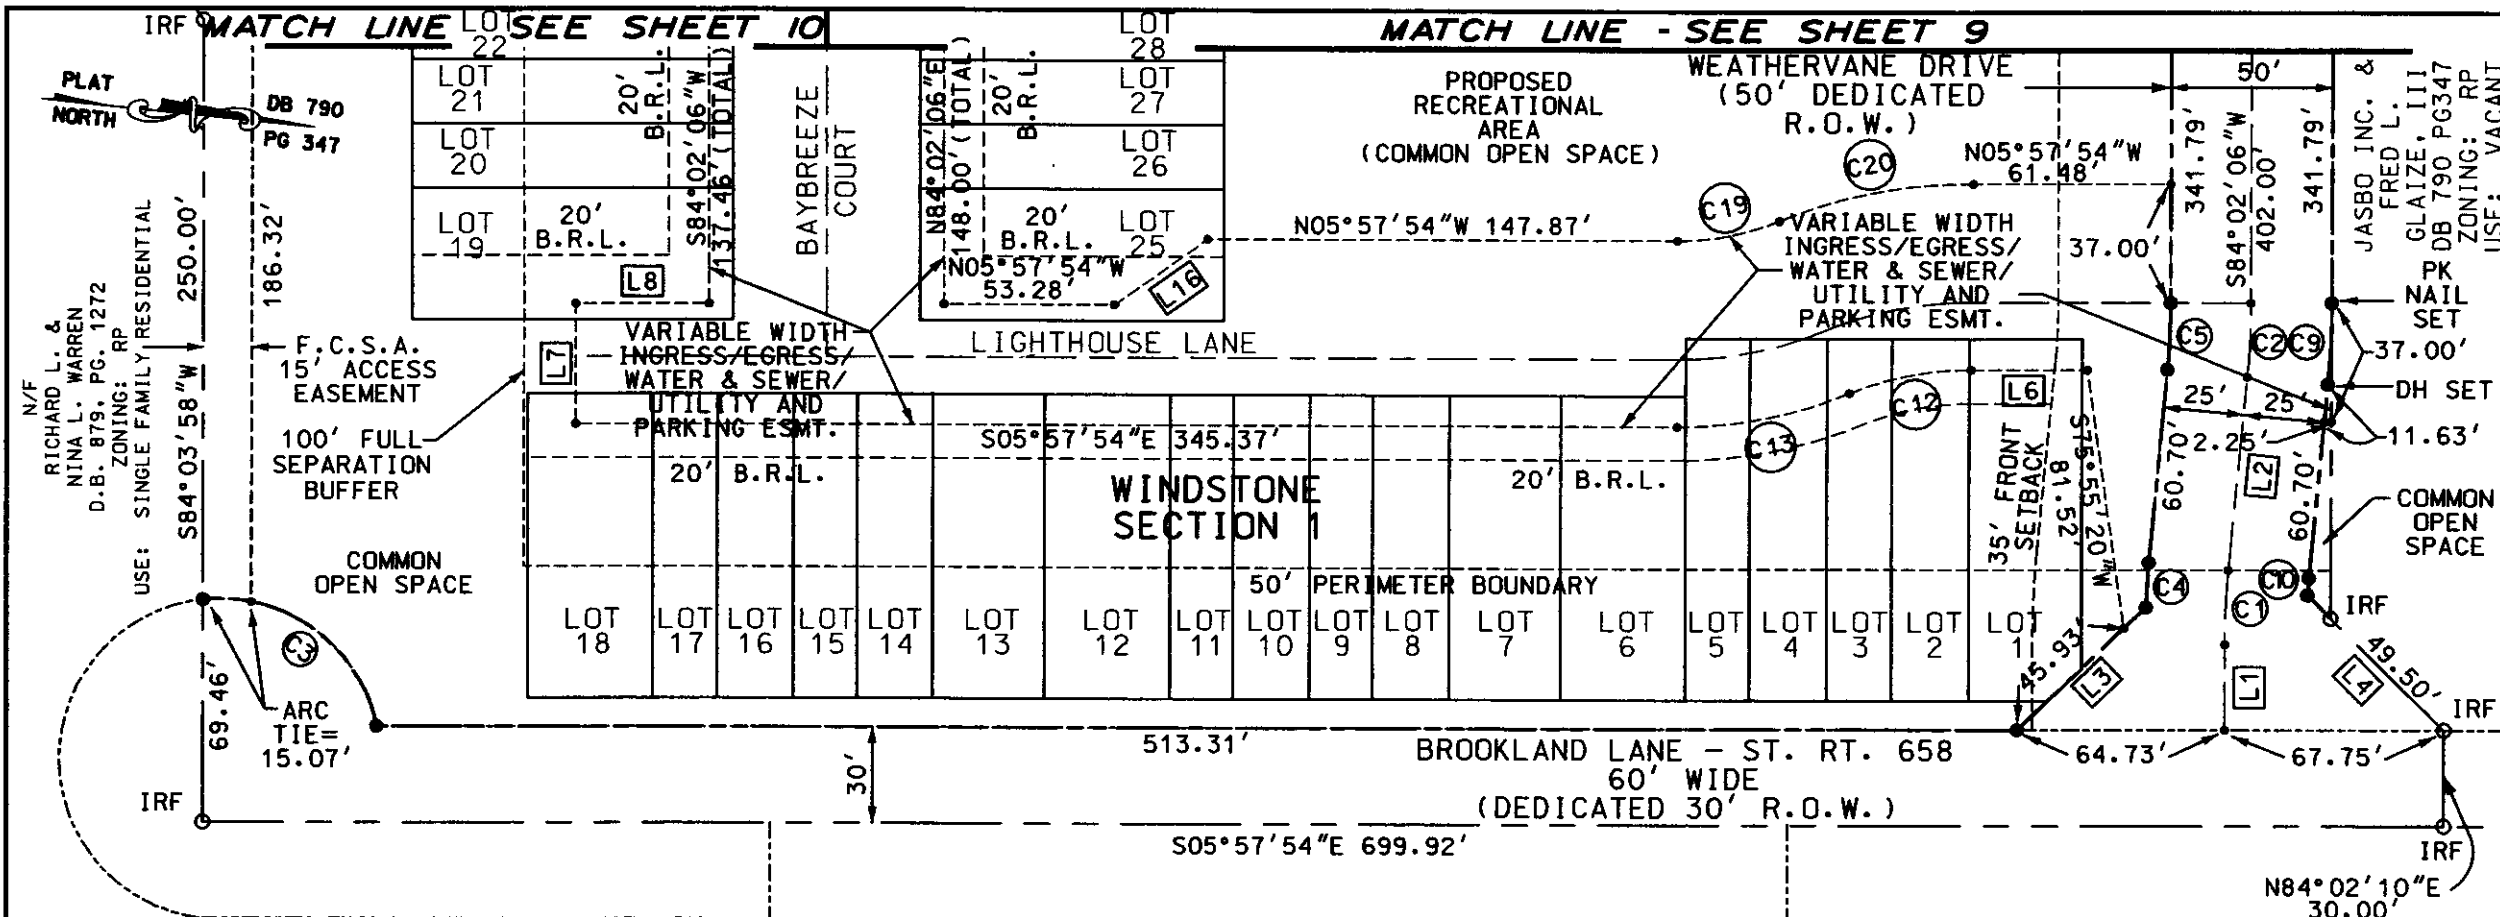 IRF
MATCH LINE SEE SHEET 10
MATCH LINE - SEE SHEET 9
PLAT
NORTH
DB 790
PG 347
LOT
22
LOT
21
LOT
20
LOT
19
20'
B.R.L.
20'
B.R.L.
S84°02'06"W
137.46'(TOTAL)
BAYBREEZE
COURT
N84°02'06"E
148.00'(TOTAL)
LOT
28
LOT
27
LOT
26
LOT
25
20'
B.R.L.
20'
B.R.L.
N05°57'54"W
53.28'
L16
L8
L7
PROPOSED
RECREATIONAL
AREA
(COMMON OPEN SPACE)
WEATHERVANE DRIVE
(50' DEDICATED
R.O.W.)
50'
N05°57'54"W
61.48'
C20
C19
N05°57'54"W 147.87'
341.79'
S84°02'06"W
402.00'
341.79'
JASBO INC. &
FRED L.
GLAIZE, III
DB 790 PG347
ZONING: RP
USE: VACANT
N/F
RICHARD L. &
NINA L. WARREN
D.B. 879, PG. 1272
ZONING: RP
USE: SINGLE FAMILY RESIDENTIAL
S84°03'58"W 250.00'
186.32'
F.C.S.A.
15' ACCESS
EASEMENT
100' FULL
SEPARATION
BUFFER
VARIABLE WIDTH
INGRESS/EGRESS/
WATER & SEWER/
UTILITY AND
PARKING ESMT.
LIGHTHOUSE LANE
VARIABLE WIDTH
INGRESS/EGRESS/
WATER & SEWER/
UTILITY AND
PARKING ESMT.
37.00'
PK
NAIL
SET
C5
C2
C9
37.00'
DH SET
25'
25'
2.25'
11.63'
L6
C12
C13
S05°57'54"E 345.37'
20' B.R.L.
20' B.R.L.
WINDSTONE
SECTION 1
35' FRONT
SETBACK
S75°55'20"W
81.52'
60.70'
L2
60.70'
COMMON
OPEN
SPACE
COMMON
OPEN SPACE
50' PERIMETER BOUNDARY
LOT
18
LOT
17
LOT
16
LOT
15
LOT
14
LOT
13
LOT
12
LOT
11
LOT
10
LOT
9
LOT
8
LOT
7
LOT
6
LOT
5
LOT
4
LOT
3
LOT
2
LOT
1
C4
C1
C10
IRF
C3
ARC
TIE=
15.07'
69.46'
45.93'
L3
L1
L4
49.50'
IRF
IRF
30'
513.31'
BROOKLAND LANE - ST. RT. 658
60' WIDE
(DEDICATED 30' R.O.W.)
64.73'
67.75'
S05°57'54"E 699.92'
IRF
N84°02'10"E
30.00'